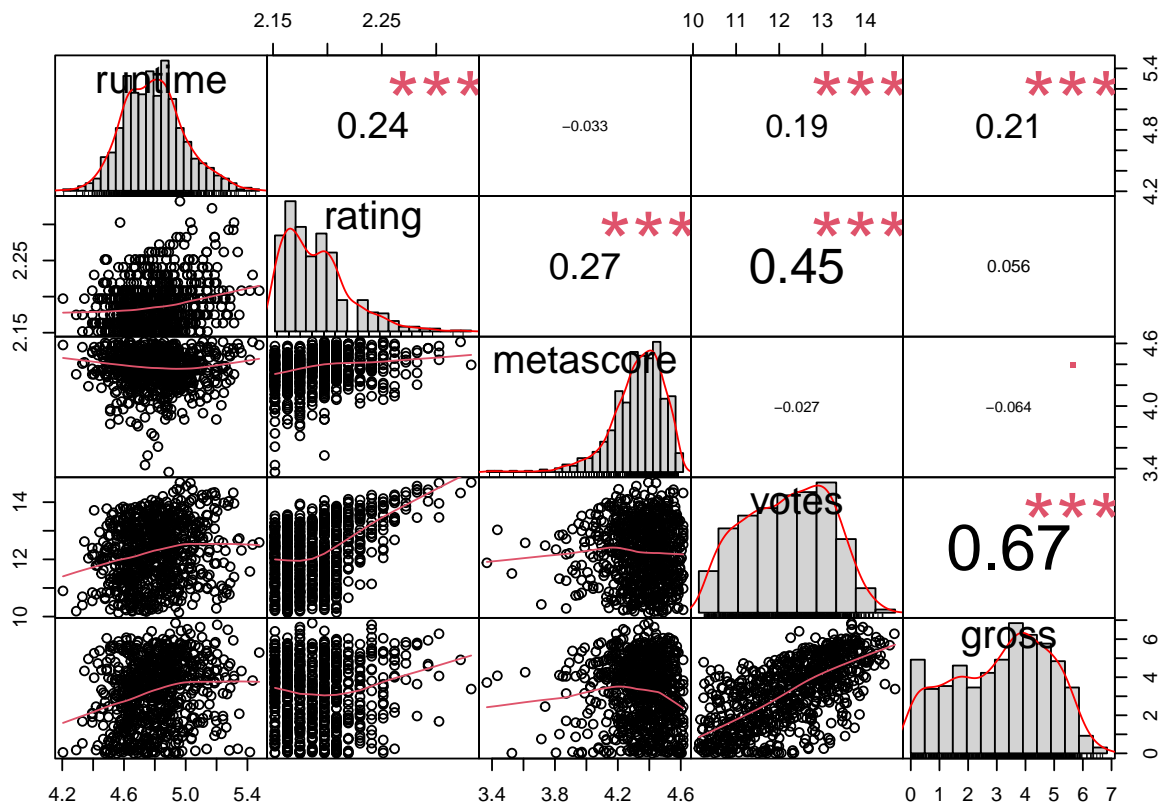 2.15 2.25 10 11 12 13 14
runtime *** *** ***
0.24 −0.033 0.19 0.21
4.2 4.8 5.4
rating *** ***
2.15 2.25 0.27 0.45 0.056
metascore
−0.027 −0.064
3.4 4.0 4.6
votes ***
10 12 14 0.67
gross
0 2 4 6
4.2 4.6 5.0 5.4 3.4 4.2 4.6 0 1 2 3 4 5 6 7